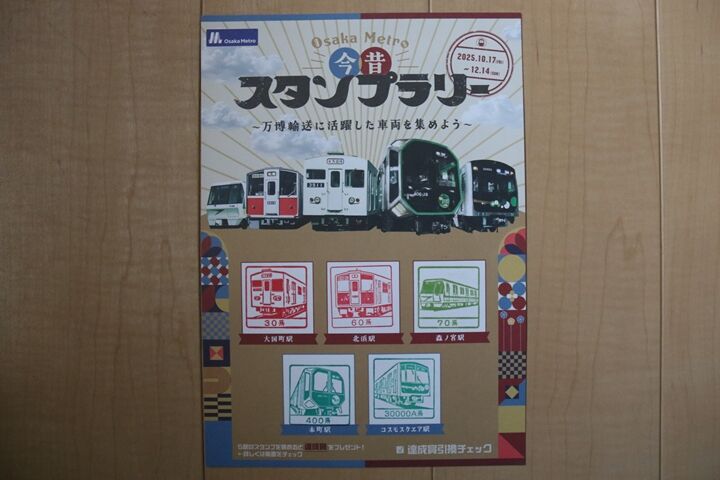 Osaka Metro
Osaka Metro
今昔
2025.10.17(FRI)
~12.14(SUN)
スタンプラリー
~万博輸送に活躍した車両を集めよう~
30系
60系
70系
大国町駅
北浜駅
森ノ宮駅
400系
30000A系
本町駅
コスモスクエア駅
達成賞引換チェック